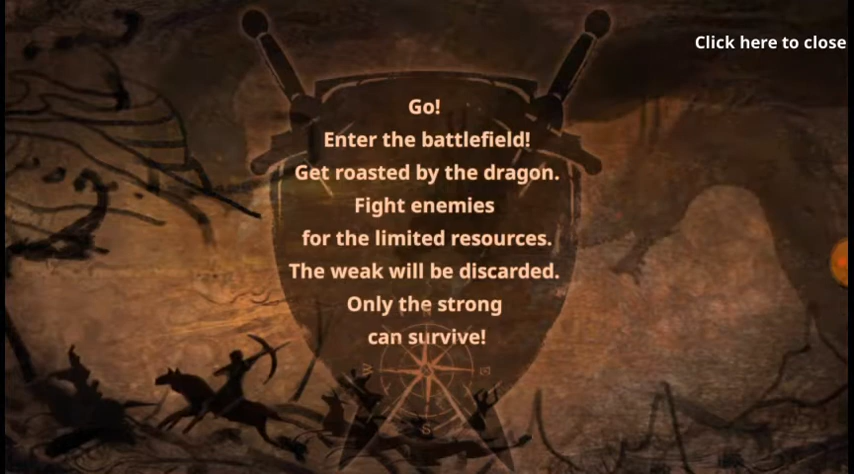 Click here to close
Go!
Enter the battlefield!
Get roasted by the dragon.
Fight enemies
for the limited resources.
The weak will be discarded.
Only the strong
can survive!
W
S